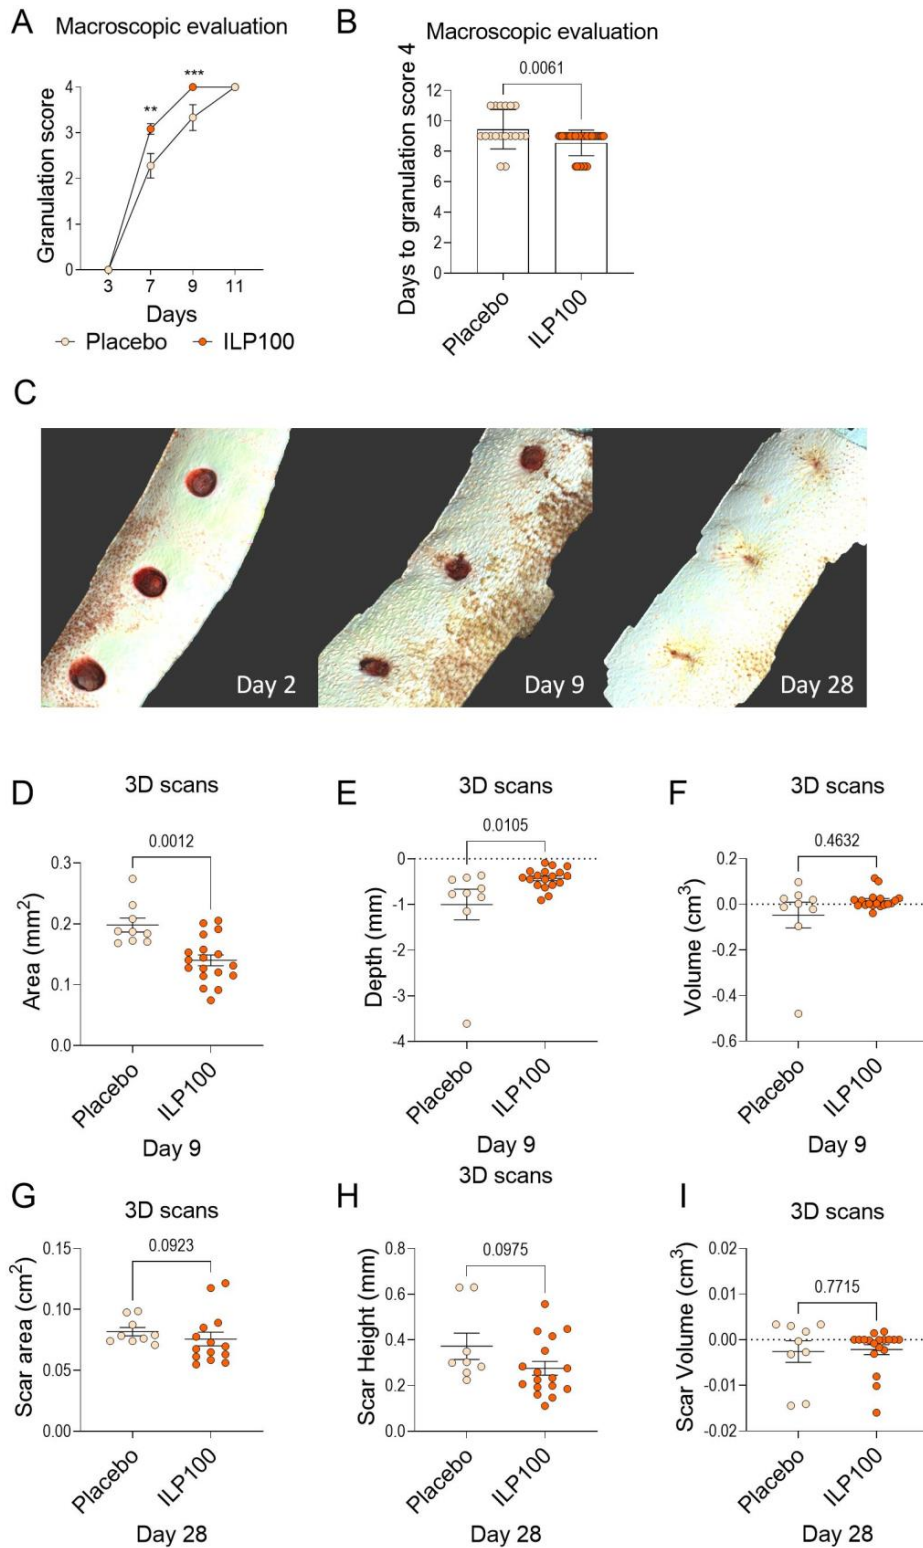 A Macroscopic evaluation
Granulation score
4
3
2
1
0
**
***
3 7 9 11
Days
Placebo ILP100
B Macroscopic evaluation
0.0061
Days to granulation score 4
12
10
8
6
4
2
0
Placebo ILP100
C
Day 2 Day 9 Day 28
D 3D scans
0.0012
Area (mm²)
0.3
0.2
0.1
0.0
Placebo ILP100
Day 9
E 3D scans
0.0105
Depth (mm)
0
-1
-2
-3
-4
Placebo ILP100
Day 9
F 3D scans
0.4632
Volume (cm³)
0.2
0.0
-0.2
-0.4
-0.6
Placebo ILP100
Day 9
G 3D scans
0.0923
Scar area (cm²)
0.15
0.10
0.05
0.00
Placebo ILP100
Day 28
H 3D scans
0.0975
Scar Height (mm)
0.8
0.6
0.4
0.2
0.0
Placebo ILP100
Day 28
I 3D scans
0.7715
Scar Volume (cm³)
0.02
0.01
0.00
-0.01
-0.02
Placebo ILP100
Day 28